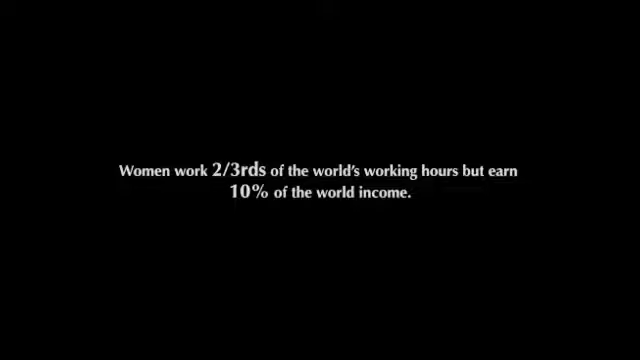 Women work 2/3rds of the world's working hours but earn
10% of the world income.